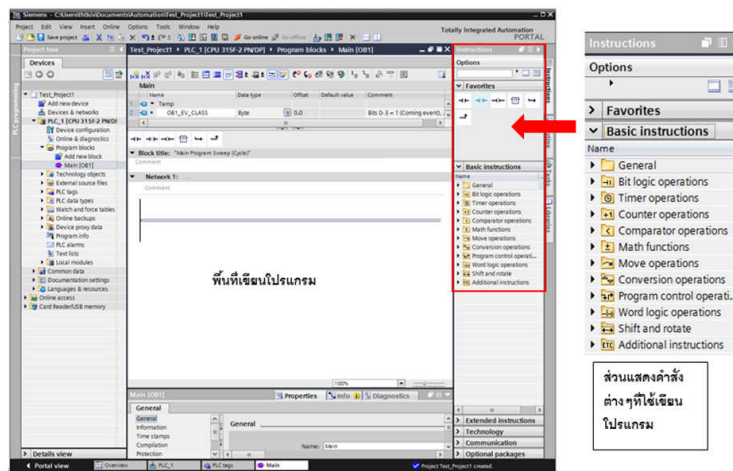 Siemens - C:\Users\th0ixin\Documents\Automation\Test_Project1\Test_Project1
Project Edit View Insert Online Options Tools Window Help
Save project
Go online
Go offline
Totally Integrated Automation
PORTAL
Project tree
Devices
Test_Project1
Add new device
Devices & networks
PLC_1 [CPU 315F-2 PN/DP]
Device configuration
Online & diagnostics
Program blocks
Add new block
Main [OB1]
Technology objects
External source files
PLC tags
PLC data types
Watch and force tables
Online backups
Device proxy data
Program info
PLC alarms
Text lists
Local modules
Common data
Documentation settings
Languages & resources
Online access
Card Reader/USB memory
Details view
Test_Project1 ▸ PLC_1 [CPU 315F-2 PN/DP] ▸ Program blocks ▸ Main [OB1]
Main
Name Data type Offset Default value Comment
1 Temp
2 OB1_EV_CLASS Byte 0.0 Bits 0-3 = 1 (Coming event),
Block title: "Main Program Sweep (Cycle)"
Comment
Network 1: ...
Comment
พื้นที่เขียนโปรแกรม
100%
Main [OB1]
Properties Info Diagnostics
General
General
Information
Time stamps
Compilation
Protection
General
Name: Main
Instructions
Options
Favorites
Basic instructions
Name
General
Bit logic operations
Timer operations
Counter operations
Comparator operations
Math functions
Move operations
Conversion operations
Program control operati...
Word logic operations
Shift and rotate
Additional instructions
Extended instructions
Technology
Communication
Optional packages
Instructions
Tasks
Libraries
Portal view Overview PLC_1 PLC tags Main Project Test_Project1 created.
Instructions
Options
Favorites
Basic instructions
Name
General
Bit logic operations
Timer operations
Counter operations
Comparator operations
Math functions
Move operations
Conversion operations
Program control operati..
Word logic operations
Shift and rotate
Additional instructions
ส่วนแสดงคำสั่ง
ต่างๆที่ใช้เขียน
โปรแกรม